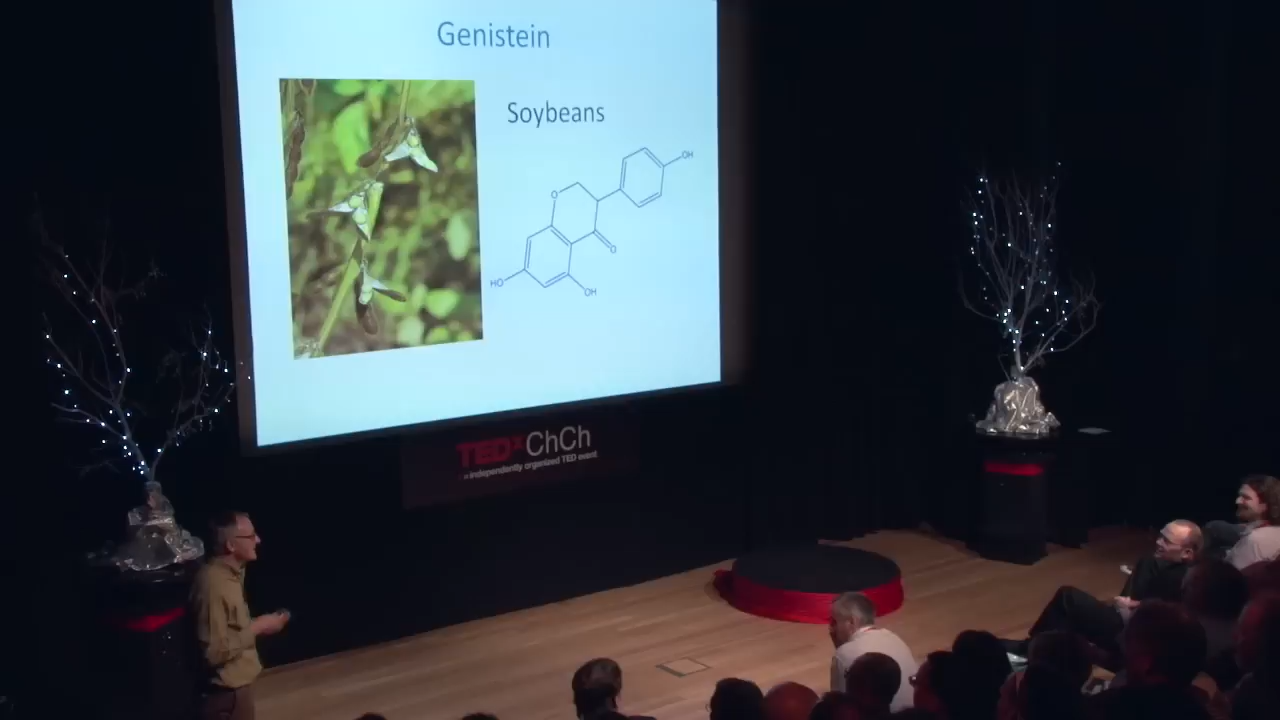 Genistein
Soybeans
OH
O
O
HO
OH
TEDxChCh
x=independently organized TED event